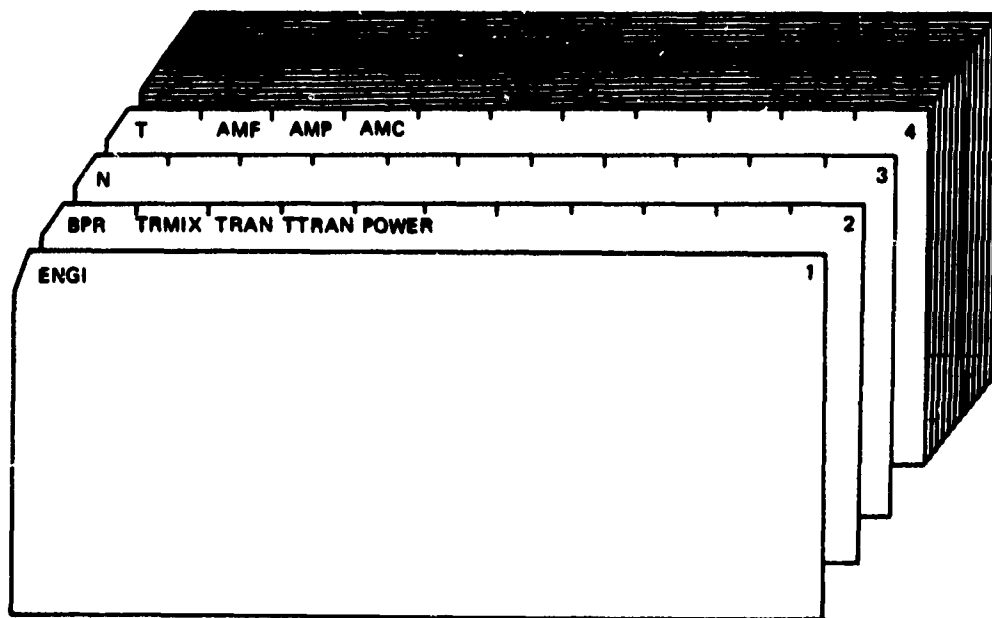 T AMF AMP AMC 4
N 3
BPR TRMIX TRAN TTRAN POWER 2
ENGI 1